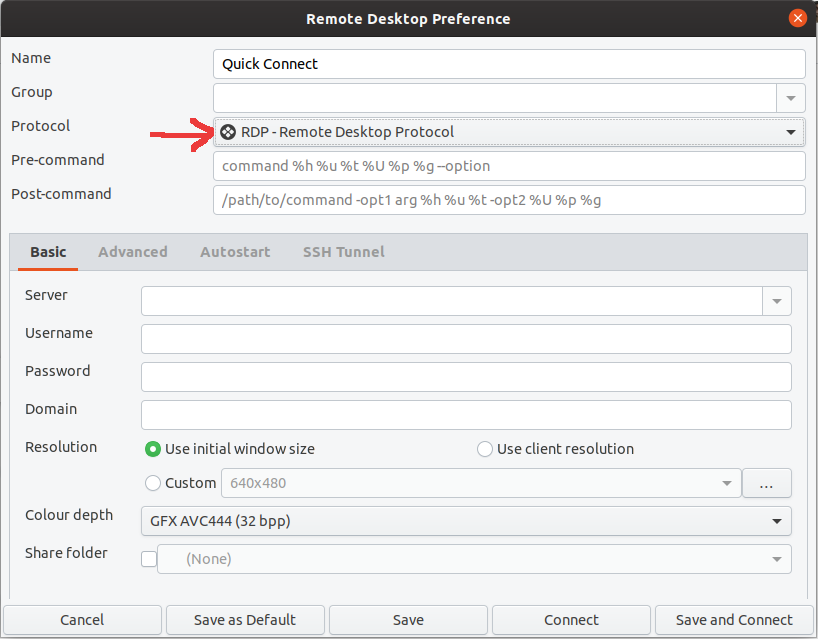 Remote Desktop Preference
Name
Quick Connect
Group
Protocol
RDP - Remote Desktop Protocol
Pre-command
command %h %u %t %U %p %g --option
Post-command
/path/to/command -opt1 arg %h %u %t -opt2 %U %p %g
Basic Advanced Autostart SSH Tunnel
Server
Username
Password
Domain
Resolution
Use initial window size Use client resolution
Custom 640x480 ...
Colour depth GFX AVC444 (32 bpp)
Share folder (None)
Cancel Save as Default Save Connect Save and Connect